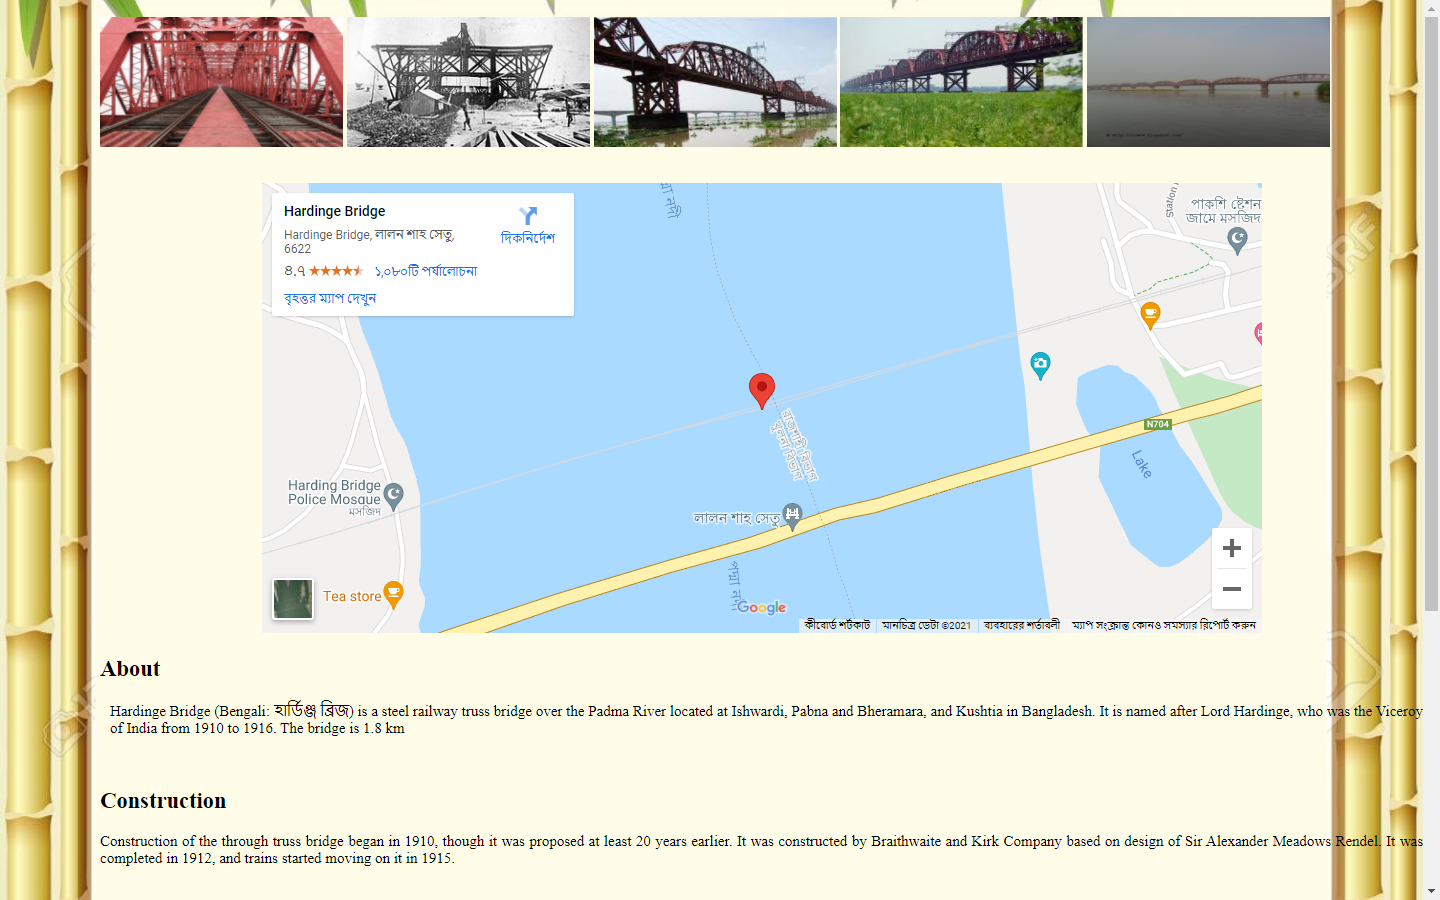 Hardinge Bridge
Hardinge Bridge, লালন শাহ সেতু,
6622
দিকনির্দেশ
৪.৭ ১,০৮০টি পর্যালোচনা
বৃহত্তর ম্যাপ দেখুন
পাকশি ষ্টেশন
জামে মসজিদ
N704
Lake
রাজশাহী বিভাগ
খুলনা বিভাগ
Harding Bridge
Police Mosque
মসজিদ
লালন শাহ সেতু
Tea store
Google
কীবোর্ড শর্টকাট মানচিত্র ডেটা ©2021 ব্যবহারের শর্তাবলী ম্যাপ সংক্রান্ত কোনও সমস্যার রিপোর্ট করুন
About
Hardinge Bridge (Bengali: হার্ডিঞ্জ ব্রিজ) is a steel railway truss bridge over the Padma River located at Ishwardi, Pabna and Bheramara, and Kushtia in Bangladesh. It is named after Lord Hardinge, who was the Viceroy
of India from 1910 to 1916. The bridge is 1.8 km
Construction
Construction of the through truss bridge began in 1910, though it was proposed at least 20 years earlier. It was constructed by Braithwaite and Kirk Company based on design of Sir Alexander Meadows Rendel. It was
completed in 1912, and trains started moving on it in 1915.